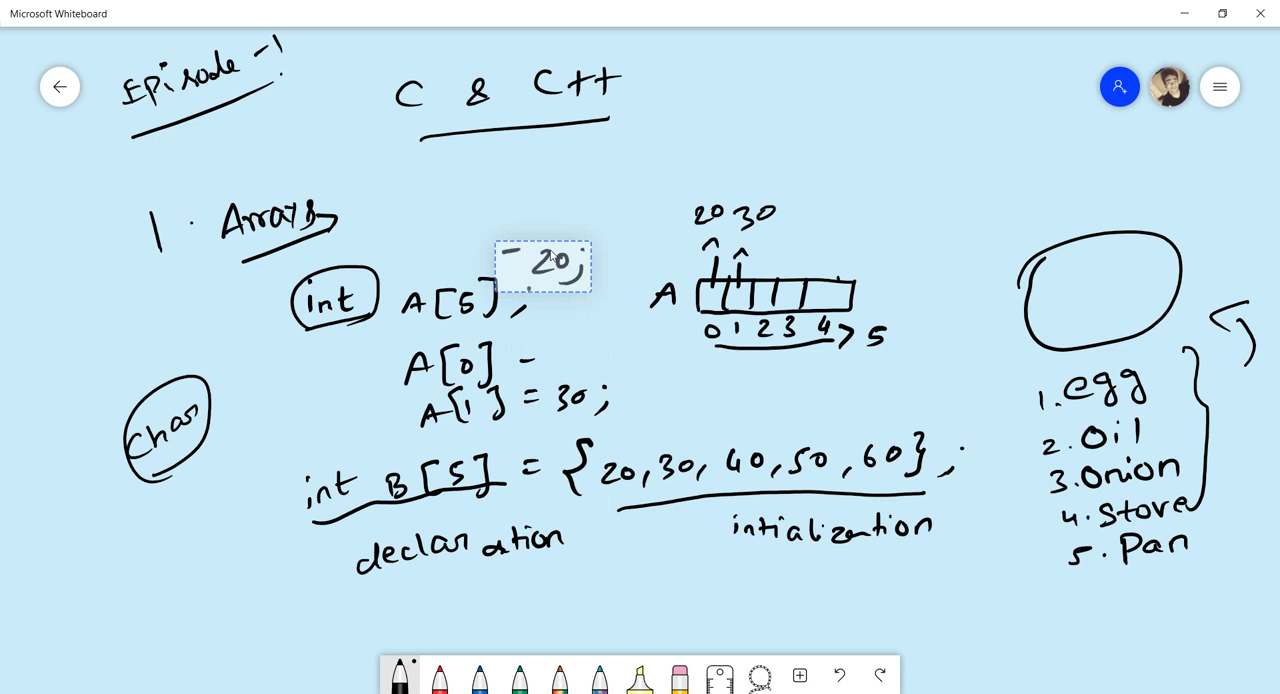 Microsoft Whiteboard
Episode -1
C & C++
1. Arrays
int A[5];
- 20;
A[0] -
A[1] = 30;
char
int B[5] = {20,30,40,50,60};
declaration
intialization
20 30
A
0 1 2 3 4 > 5
1. egg
2. Oil
3. Onion
4. Stove
5. Pan